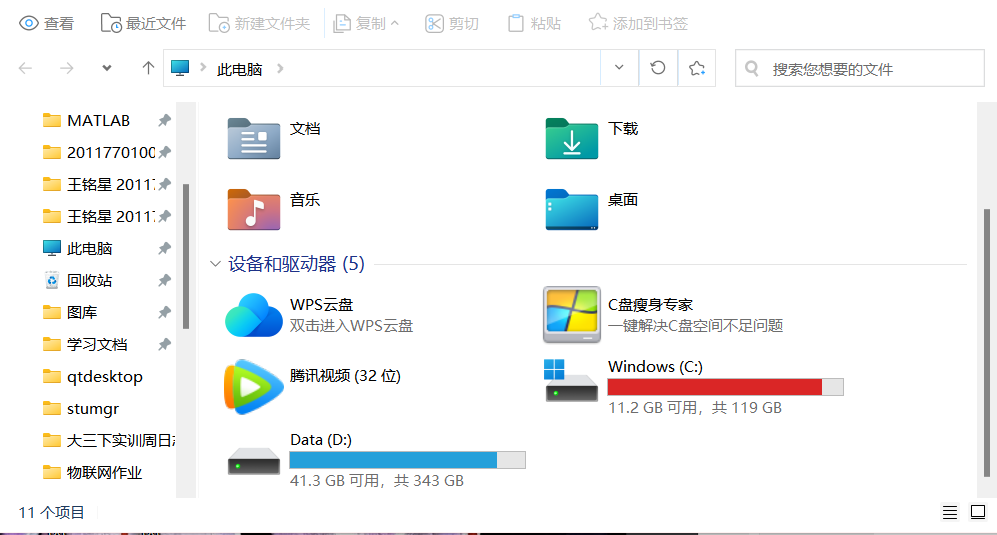 查看 最近文件 新建文件夹 复制 剪切 粘贴 添加到书签
此电脑 搜索您想要的文件
MATLAB
2011770100
王铭星 20117
王铭星 20117
此电脑
回收站
图库
学习文档
qtdesktop
stumgr
大三下实训周日志
物联网作业
文档
下载
音乐
桌面
设备和驱动器 (5)
WPS云盘
双击进入WPS云盘
C盘瘦身专家
一键解决C盘空间不足问题
腾讯视频 (32 位)
Windows (C:)
11.2 GB 可用，共 119 GB
Data (D:)
41.3 GB 可用，共 343 GB
11 个项目